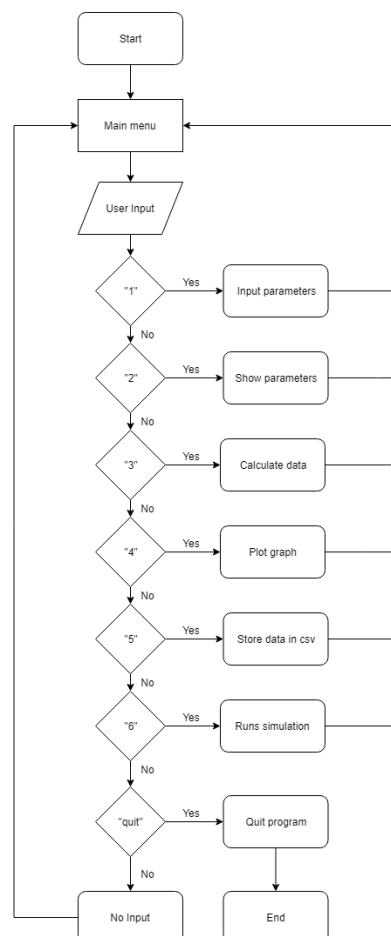 Start
Main menu
User Input
"1"
Yes
Input parameters
No
"2"
Yes
Show parameters
No
"3"
Yes
Calculate data
No
"4"
Yes
Plot graph
No
"5"
Yes
Store data in csv
No
"6"
Yes
Runs simulation
No
"quit"
Yes
Quit program
No
No Input
End